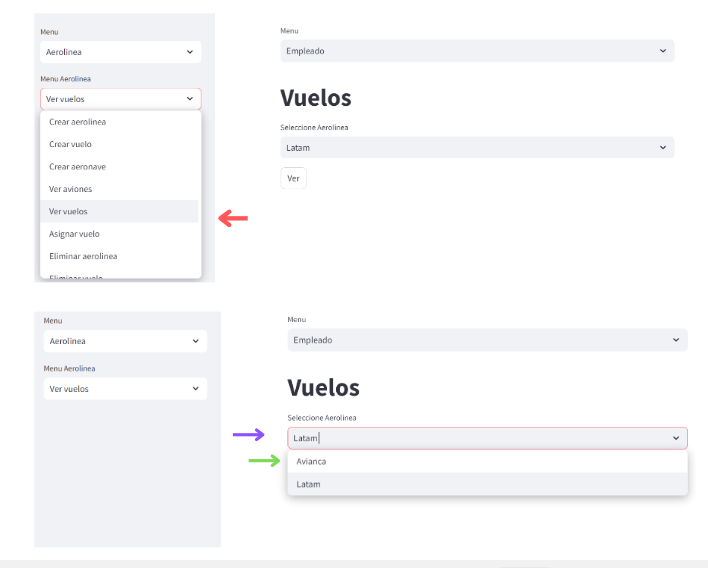 Menu
Aerolinea
Menu Aerolinea
Ver vuelos
Crear aerolinea
Crear vuelo
Crear aeronave
Ver aviones
Ver vuelos
Asignar vuelo
Eliminar aerolinea
Eliminar vuelo
Menu
Empleado
Vuelos
Seleccione Aerolinea
Latam
Ver
Menu
Aerolinea
Menu Aerolinea
Ver vuelos
Menu
Empleado
Vuelos
Seleccione Aerolinea
Latam
Avianca
Latam